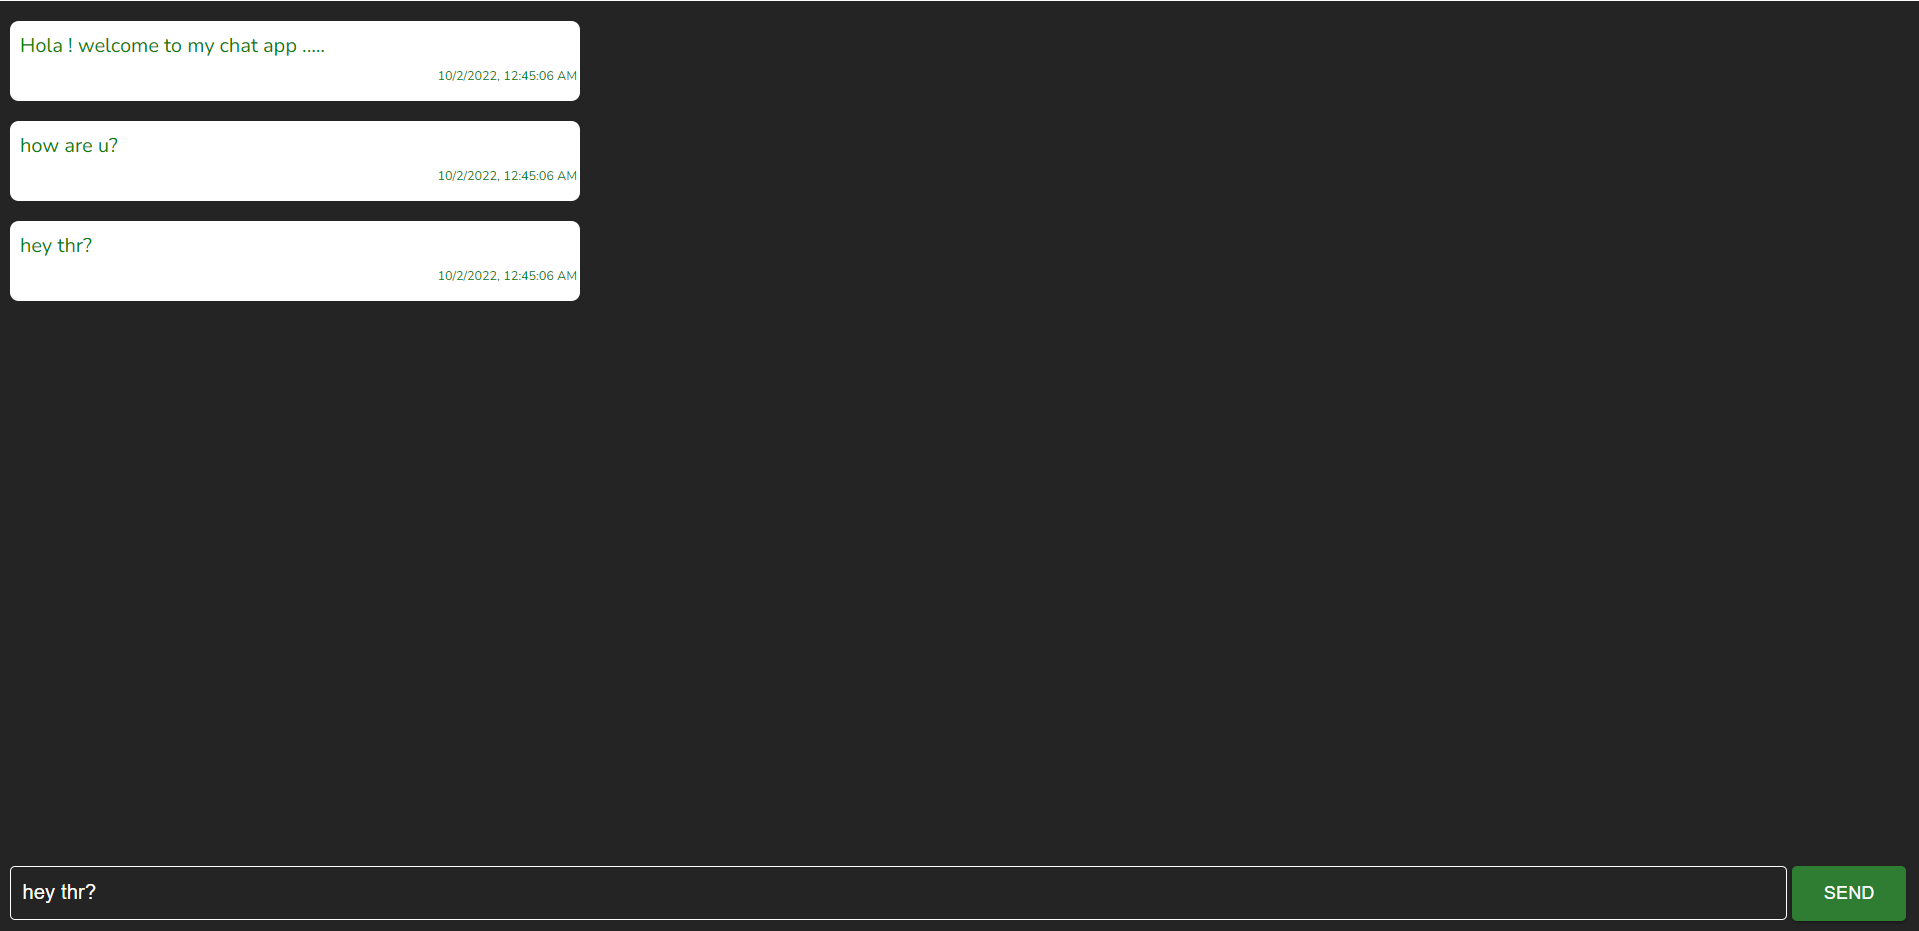 Hola ! welcome to my chat app .....
10/2/2022, 12:45:06 AM
how are u?
10/2/2022, 12:45:06 AM
hey thr?
10/2/2022, 12:45:06 AM
hey thr?
SEND